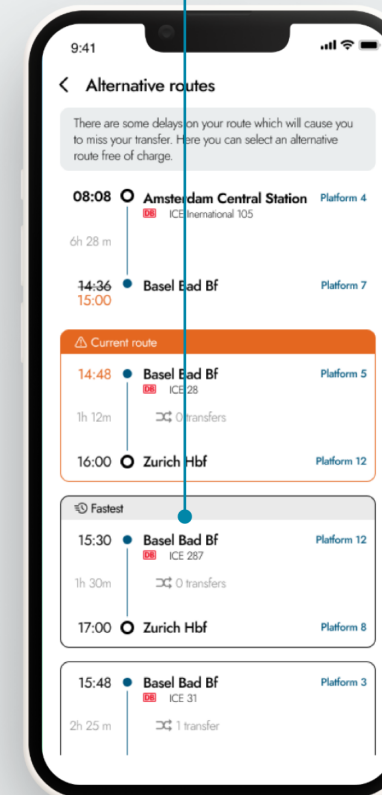 9:41
Alternative routes
There are some delays on your route which will cause you
to miss your transfer. Here you can select an alternative
route free of charge.
08:08 Amsterdam Central Station Platform 4
DB ICE Inernational 105
6h 28 m
14:36 Basel Bad Bf Platform 7
15:00
Current route
14:48 Basel Bad Bf Platform 5
DB ICE 28
1h 12m 0 transfers
16:00 Zurich Hbf Platform 12
Fastest
15:30 Basel Bad Bf Platform 12
DB ICE 287
1h 30m 0 transfers
17:00 Zurich Hbf Platform 8
15:48 Basel Bad Bf Platform 3
DB ICE 31
2h 25 m 1 transfer